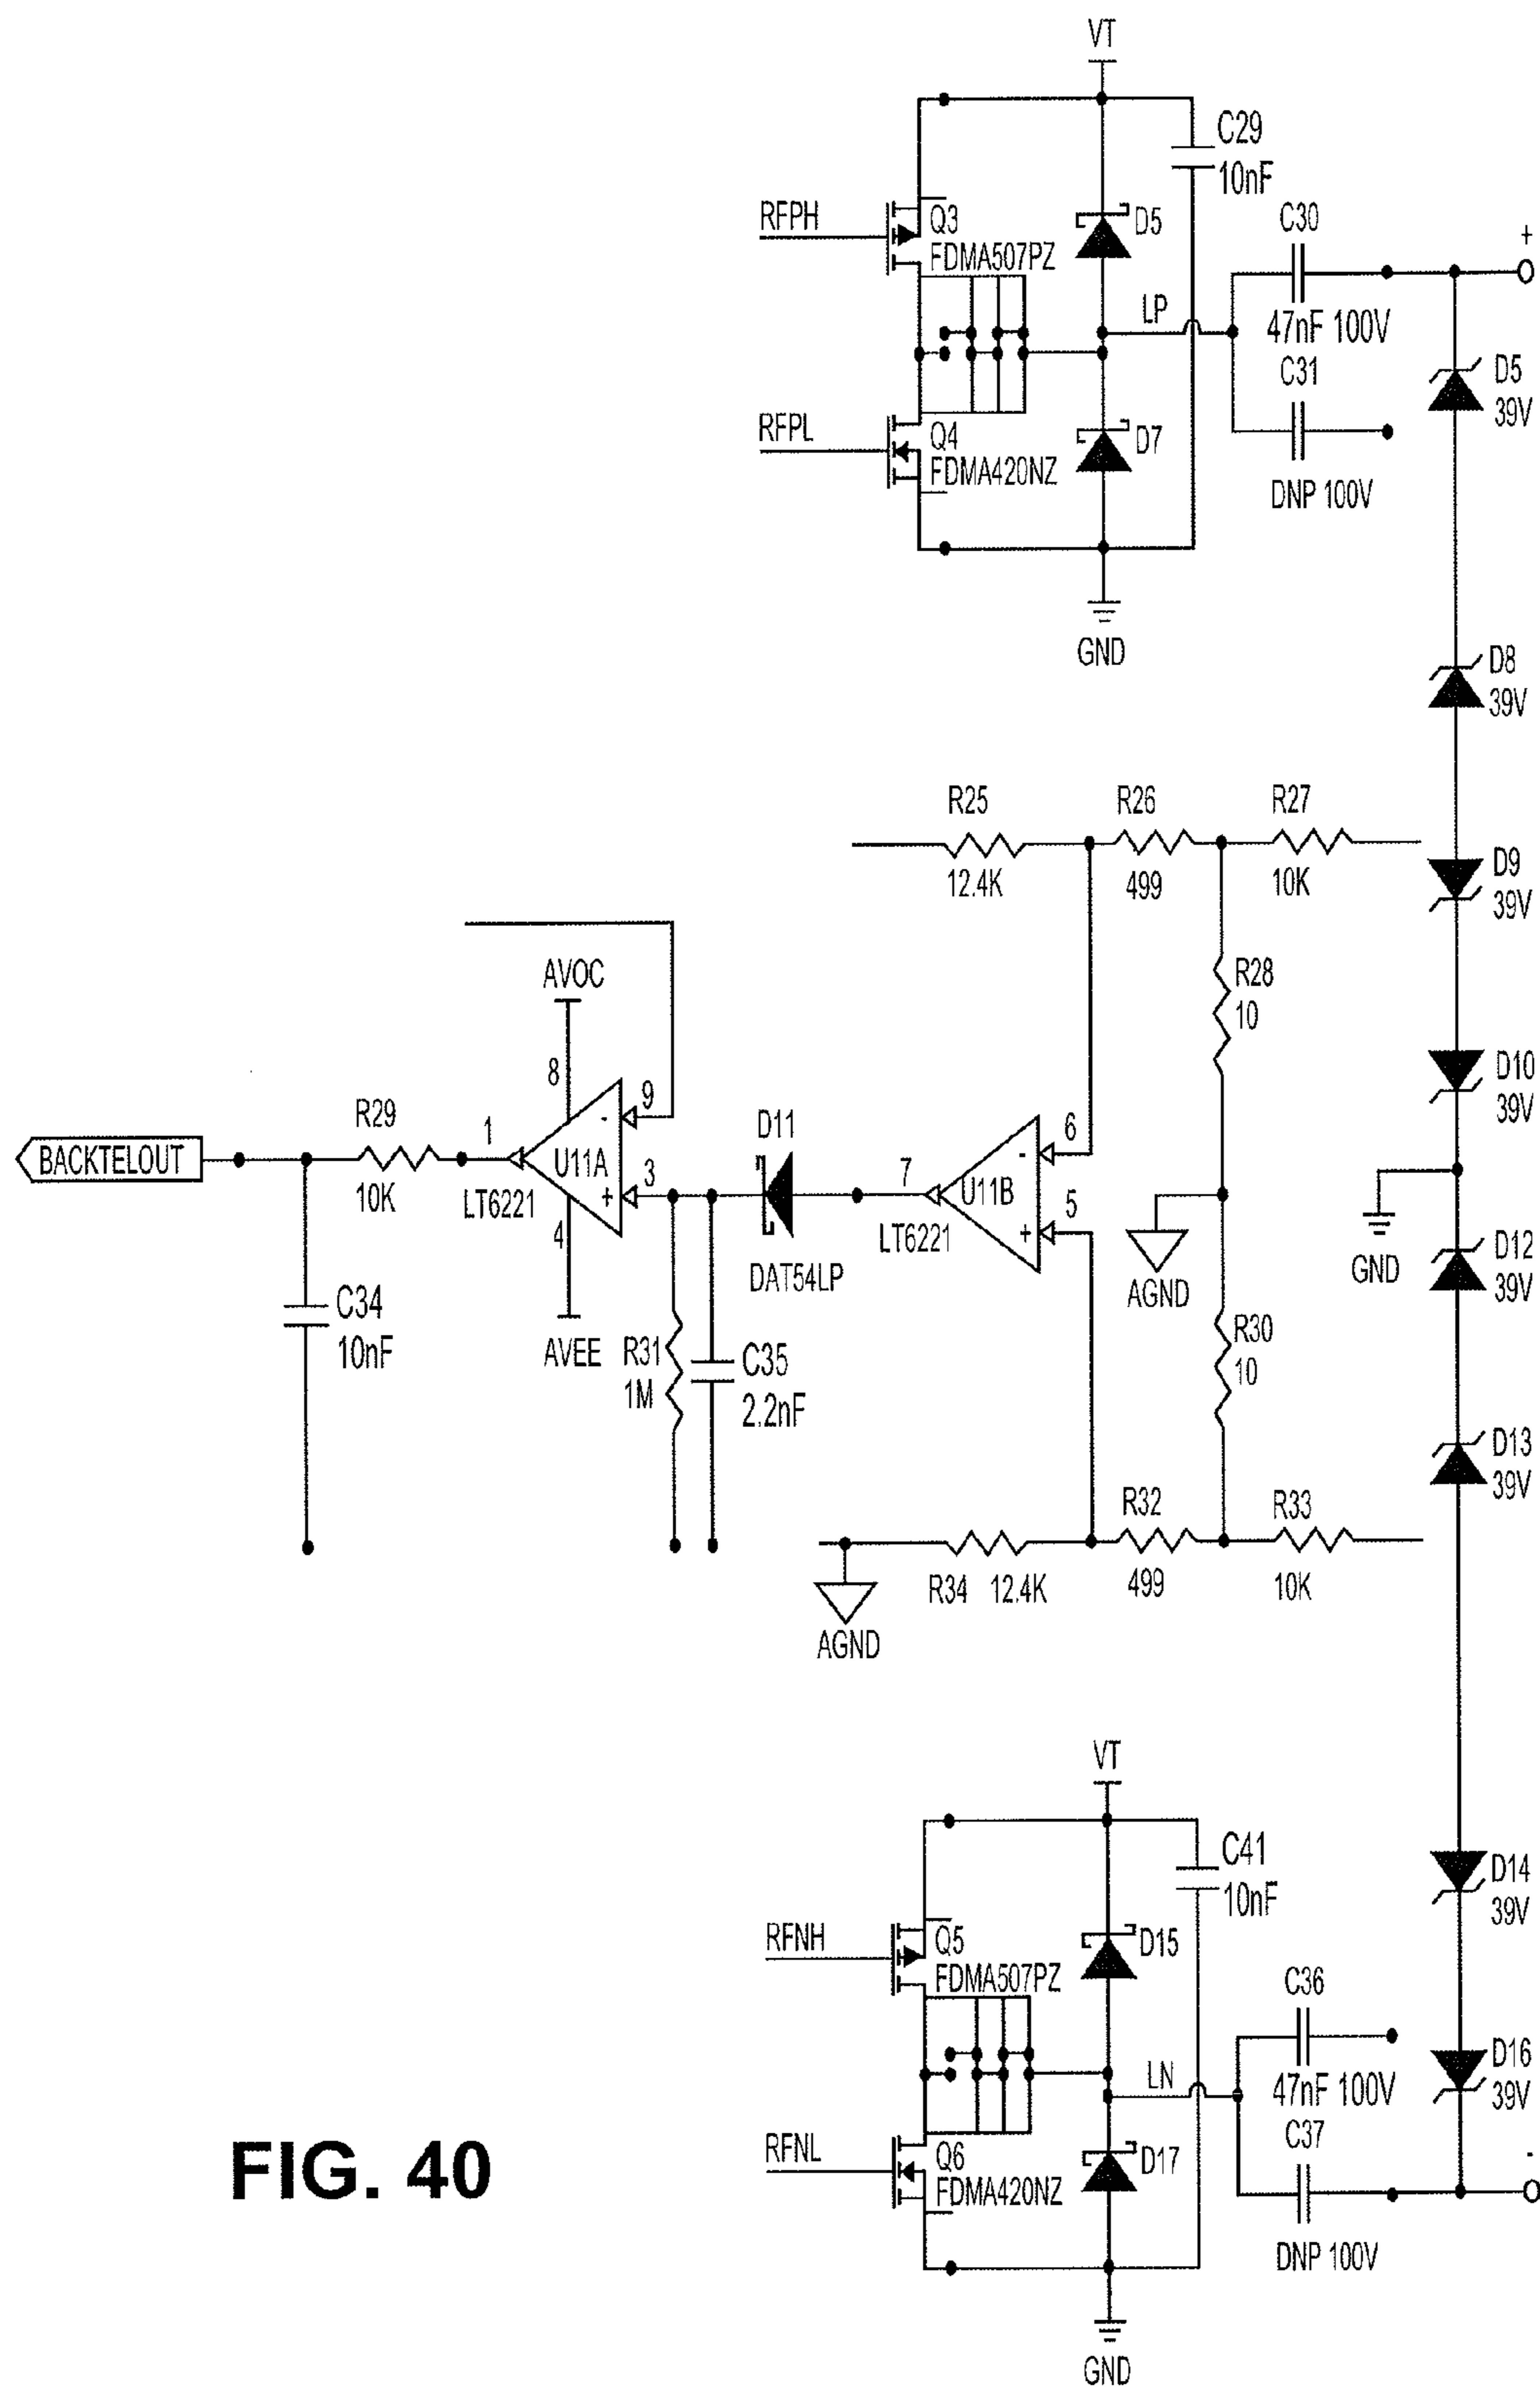 VT
C29
10nF
RFPH
Q3
FDMA507PZ
D5
C30
+
LP
47nF 100V
C31
D5
39V
RFPL
Q4
FDMA420NZ
D7
DNP 100V
GND
D8
39V
R25
R26
R27
12.4K
499
10K
D9
39V
AVOC
R28
10
8
9
D10
39V
R29
1
-
U11A
D11
6
-
BACKTELOUT
10K
LT6221
3
+
7
U11B
5
4
LT6221
+
DAT54LP
AGND
GND
D12
39V
C34
10nF
AVEE
R31
1M
C35
2.2nF
R30
10
D13
39V
R32
R33
R34
12.4K
499
10K
AGND
VT
C41
10nF
D14
39V
RFNH
Q5
FDMA507PZ
D15
C36
LN
47nF 100V
D16
39V
C37
RFNL
Q6
FDMA420NZ
D17
-
DNP 100V
GND
FIG. 40